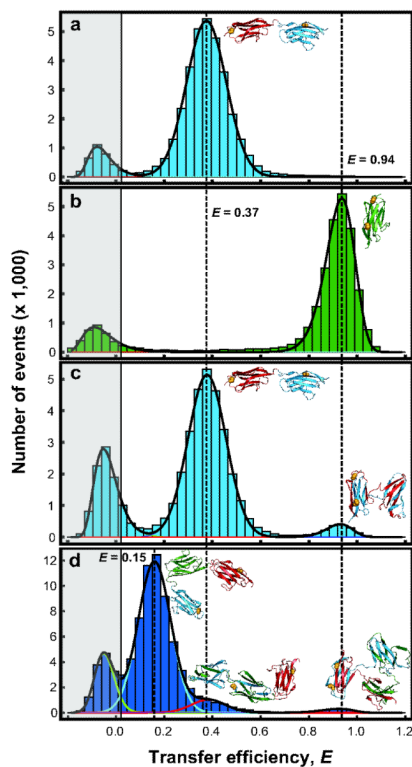 a
5
4
3
2
1
0
E = 0.94
b
5
4
3
2
1
0
E = 0.37
c
5
4
3
2
1
0
d
12
10
8
6
4
2
0
E = 0.15
0.0 0.2 0.4 0.6 0.8 1.0 1.2
Number of events (x 1,000)
Transfer efficiency, E